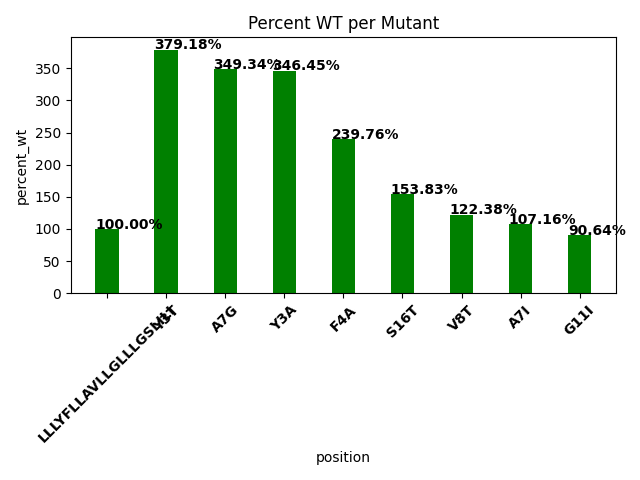 Percent WT per Mutant
percent_wt
350
300
250
200
150
100
50
0
100.00%
379.18%
349.34%
346.45%
239.76%
153.83%
122.38%
107.16%
90.64%
Y3T
A7G
Y3A
F4A
S16T
V8T
A7I
G11I
position